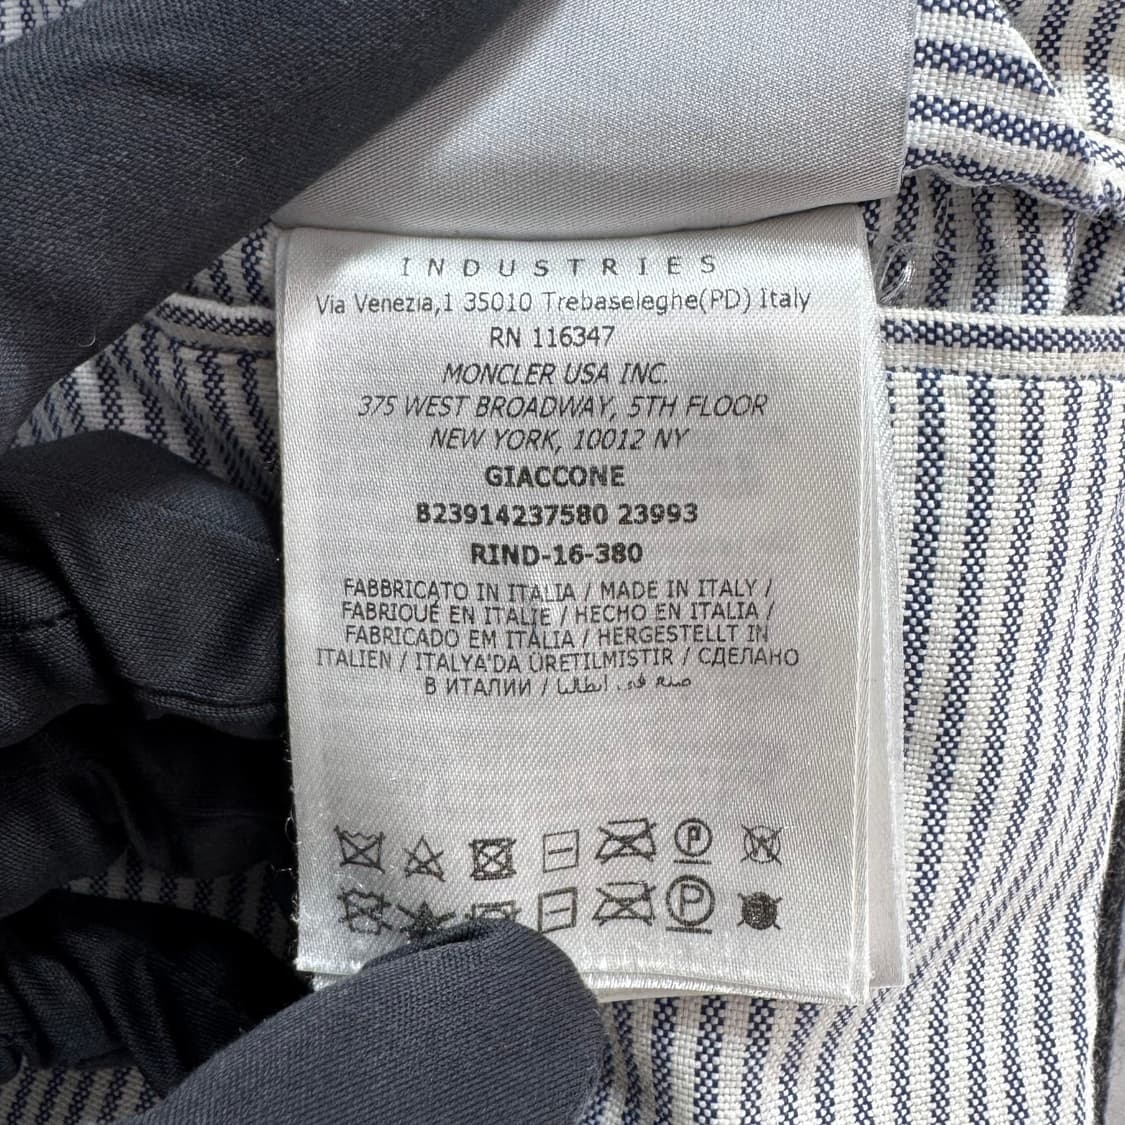 INDUSTRIES
Via Venezia,1 35010 Trebaseleghe(PD) Italy
RN 116347
MONCLER USA INC.
375 WEST BROADWAY, 5TH FLOOR
NEW YORK, 10012 NY
GIACCONE
B23914237580 23993
RIND-16-380
FABBRICATO IN ITALIA / MADE IN ITALY /
FABRIQUÉ EN ITALIE / HECHO EN ITALIA /
FABRICADO EM ITÁLIA / HERGESTELLT IN
ITALIEN / ITALYA'DA ÜRETILMISTIR / СДЕЛАНО
В ИТАЛИИ / صنع في ايطاليا
P
P